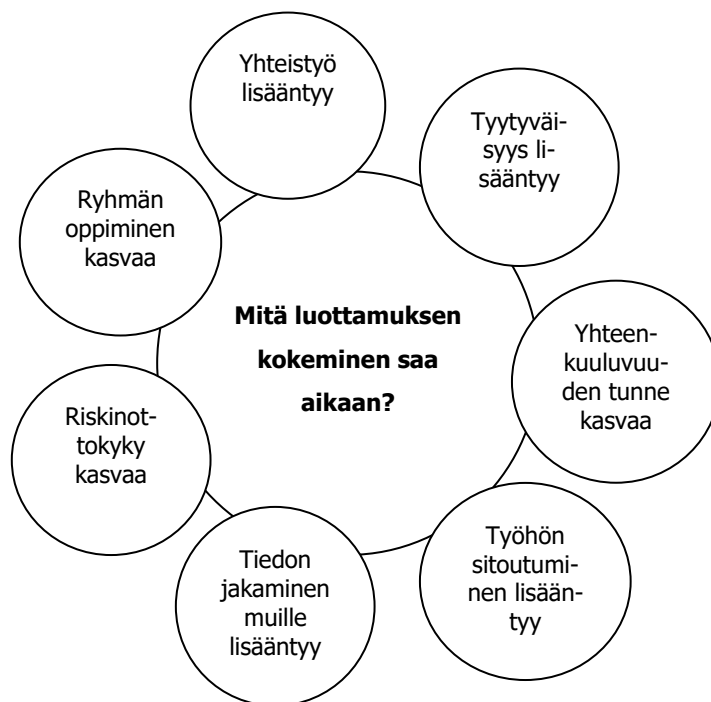 Yhteistyö
lisääntyy
Tyytyväi-
syys li-
sääntyy
Ryhmän
oppiminen
kasvaa
Mitä luottamuksen
kokeminen saa
aikaan?
Yhteen-
kuuluvuu-
den tunne
kasvaa
Riskinot-
tokyky
kasvaa
Työhön
sitoutumi-
nen lisään-
tyy
Tiedon
jakaminen
muille
lisääntyy